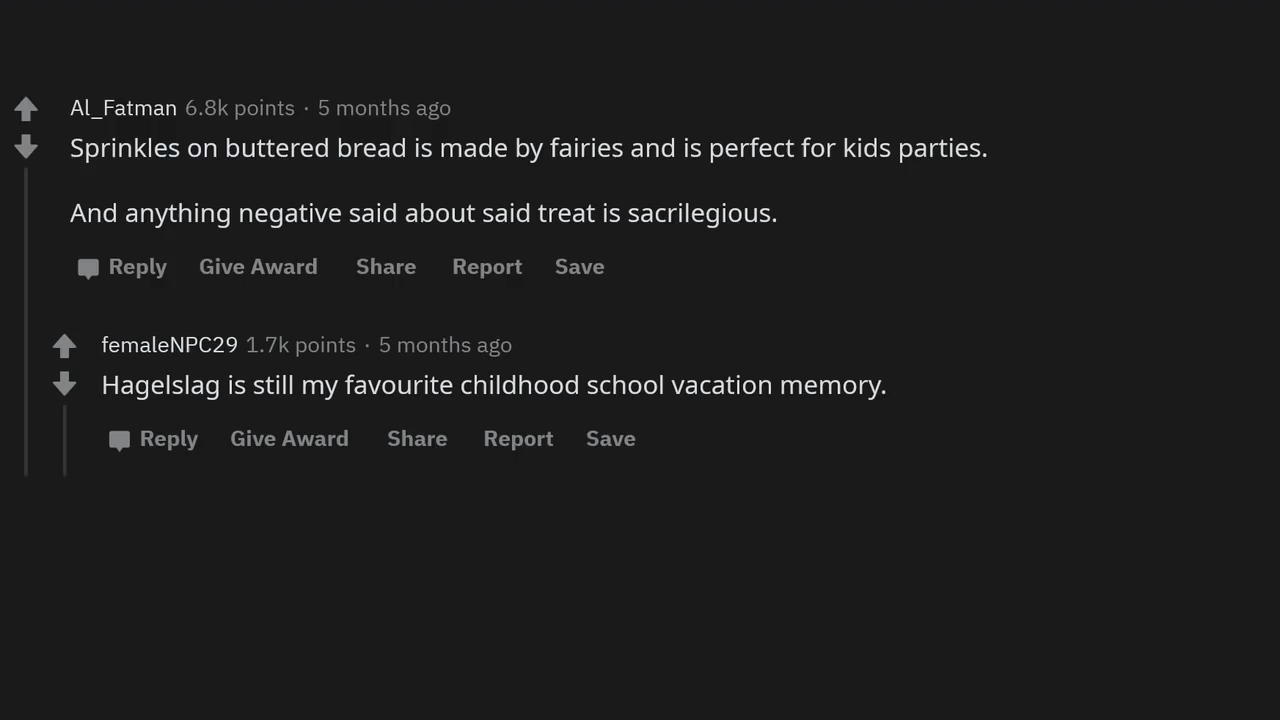 Al_Fatman 6.8k points · 5 months ago
Sprinkles on buttered bread is made by fairies and is perfect for kids parties.
And anything negative said about said treat is sacrilegious.
Reply Give Award Share Report Save
femaleNPC29 1.7k points · 5 months ago
Hagelslag is still my favourite childhood school vacation memory.
Reply Give Award Share Report Save